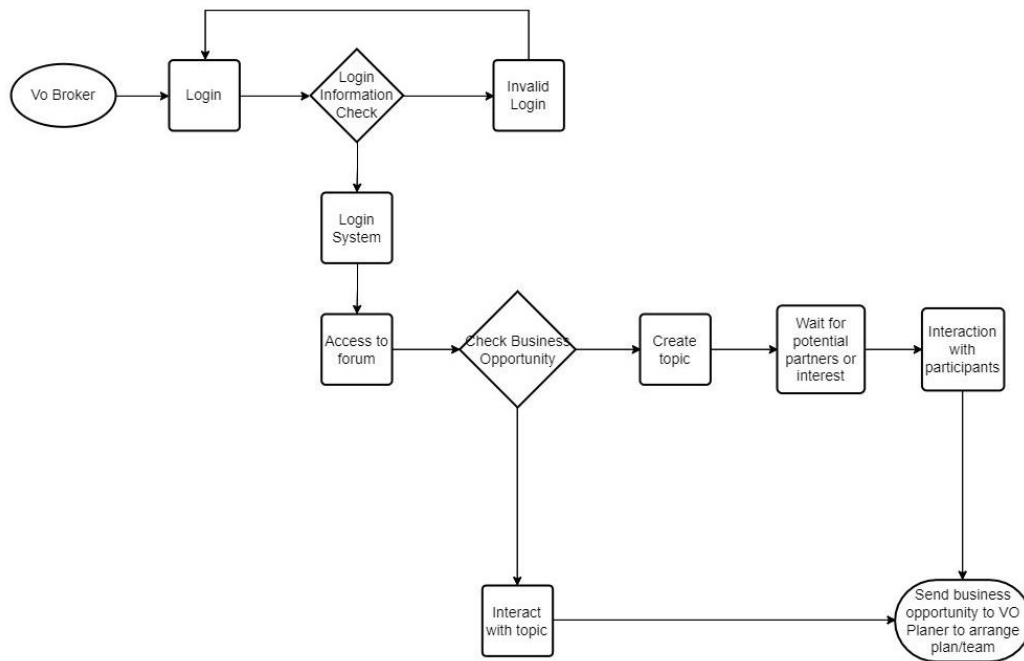 Vo Broker
Login
Login
Information
Check
Invalid
Login
Login
System
Access to
forum
Check Business
Opportunity
Create
topic
Wait for
potential
partners or
interest
Interaction
with
participants
Interact
with topic
Send business
opportunity to VO
Planer to arrange
plan/team